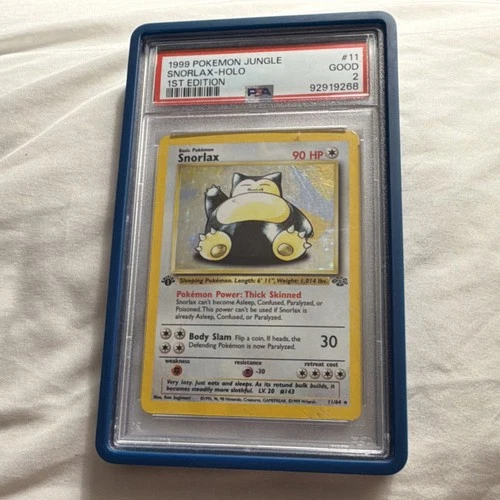 1999 POKEMON JUNGLE #11
SNORLAX-HOLO GOOD
1ST EDITION 2
PSA 92919268
Basic Pokémon
Snorlax 90 HP
Sleeping Pokémon. Length: 6' 11", Weight: 1,014 lbs.
Pokémon Power: Thick Skinned
Snorlax can't become Asleep, Confused, Paralyzed, or
Poisoned. This power can't be used if Snorlax is
already Asleep, Confused, or Paralyzed.
Body Slam Flip a coin. If heads, the 30
Defending Pokémon is now Paralyzed.
weakness resistance retreat cost
-30
Very lazy. Just eats and sleeps. As its rotund bulk builds, it
becomes steadily more slothful. LV. 20 #143
11/64 ★